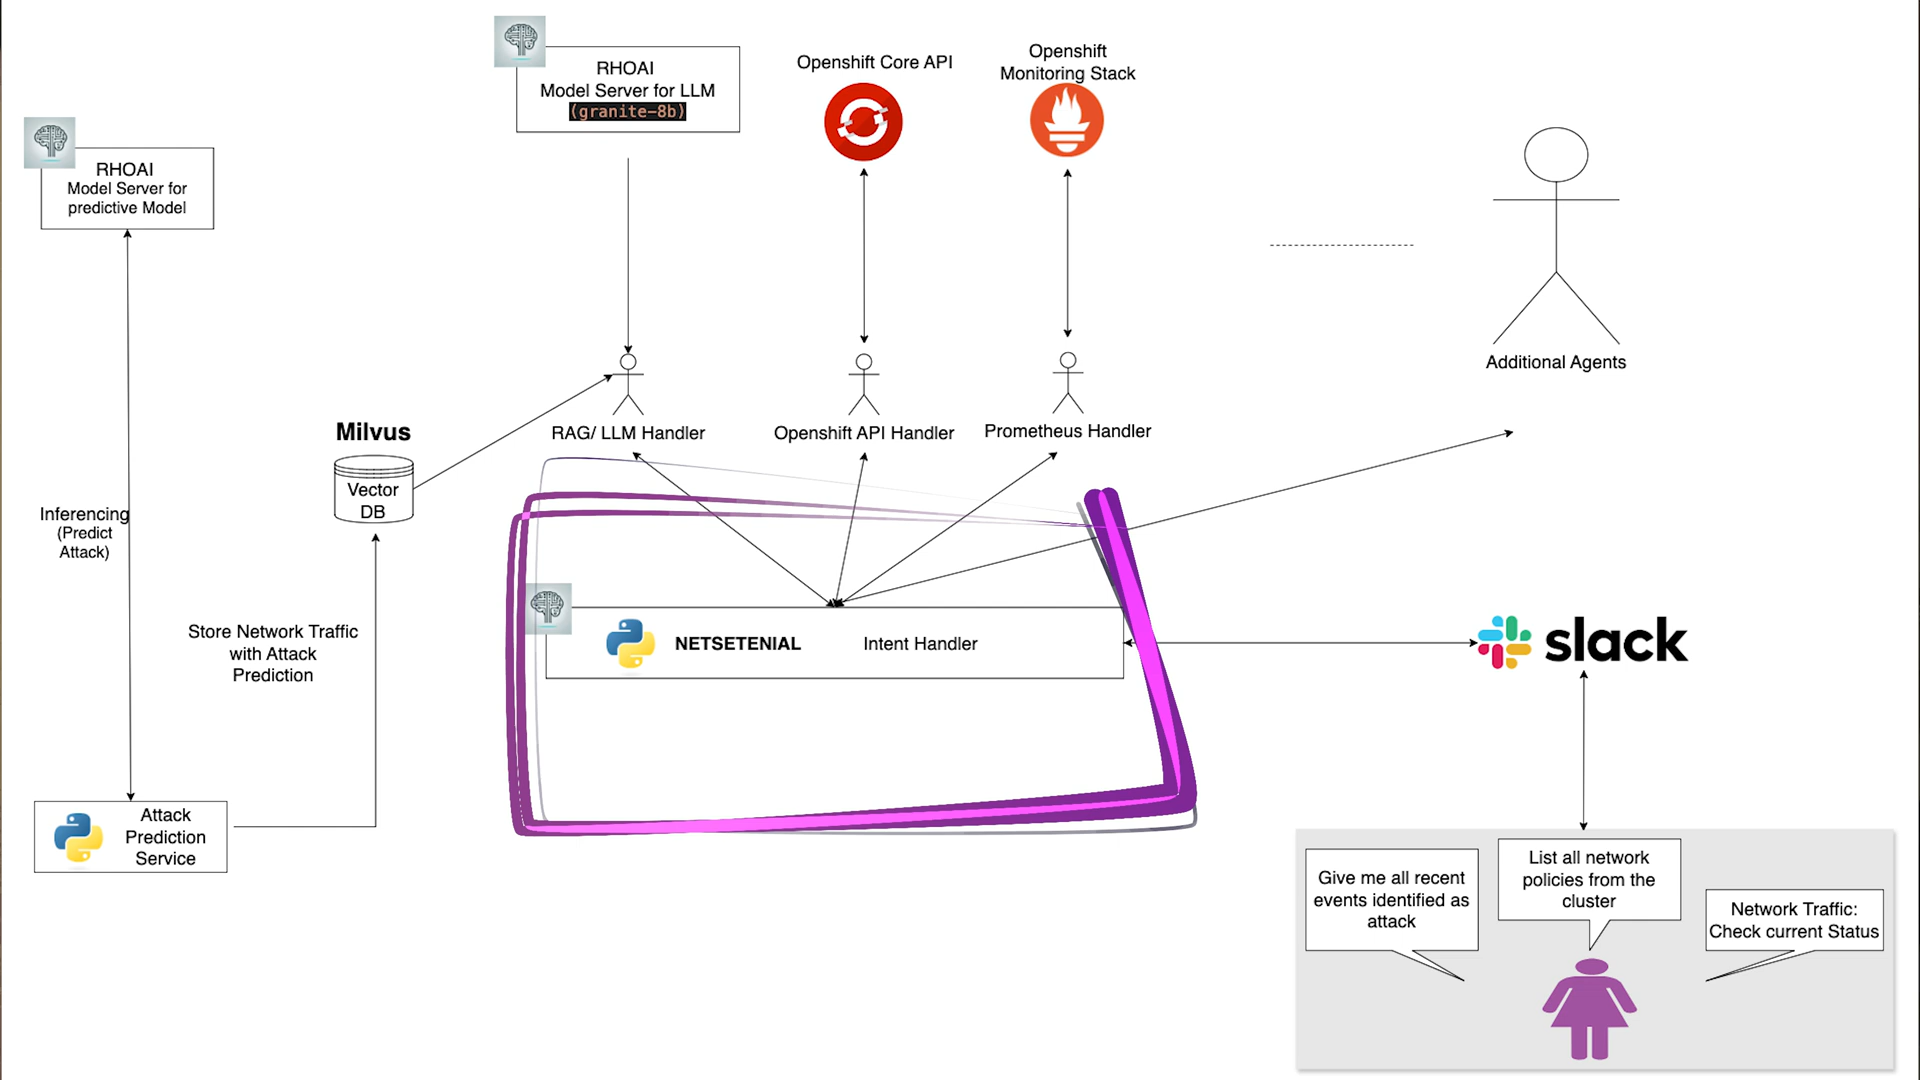 RHOAI
Model Server for LLM
(granite-8b)
Openshift Core API
Openshift
Monitoring Stack
RHOAI
Model Server for
predictive Model
Additional Agents
RAG/ LLM Handler
Openshift API Handler
Prometheus Handler
Milvus
Vector
DB
Inferencing
(Predict
Attack)
Store Network Traffic
with Attack
Prediction
NETSETENIAL
Intent Handler
slack
Attack
Prediction
Service
Give me all recent
events identified as
attack
List all network
policies from the
cluster
Network Traffic:
Check current Status